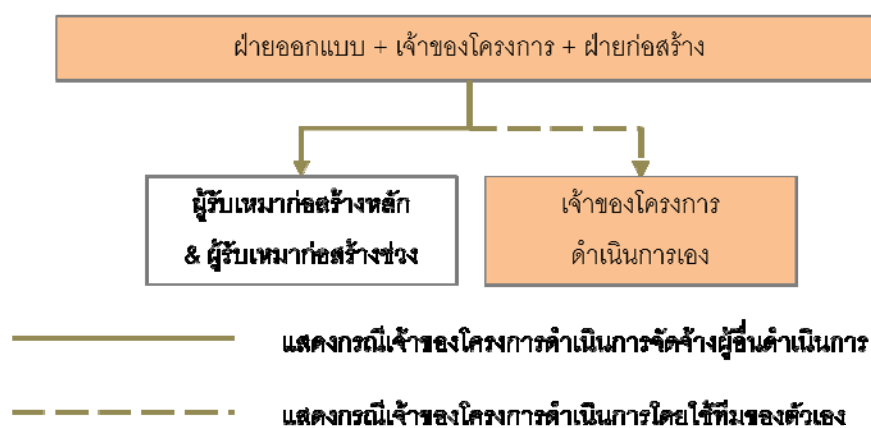 ฝ่ายออกแบบ + เจ้าของโครงการ + ฝ่ายก่อสร้าง
ผู้รับเหมาก่อสร้างหลัก
& ผู้รับเหมาก่อสร้างช่วง
เจ้าของโครงการ
ดำเนินการเอง
แสดงกรณีเจ้าของโครงการดำเนินการจัดจ้างผู้อื่นดำเนินการ
แสดงกรณีเจ้าของโครงการดำเนินการโดยใช้ทีมของตัวเอง